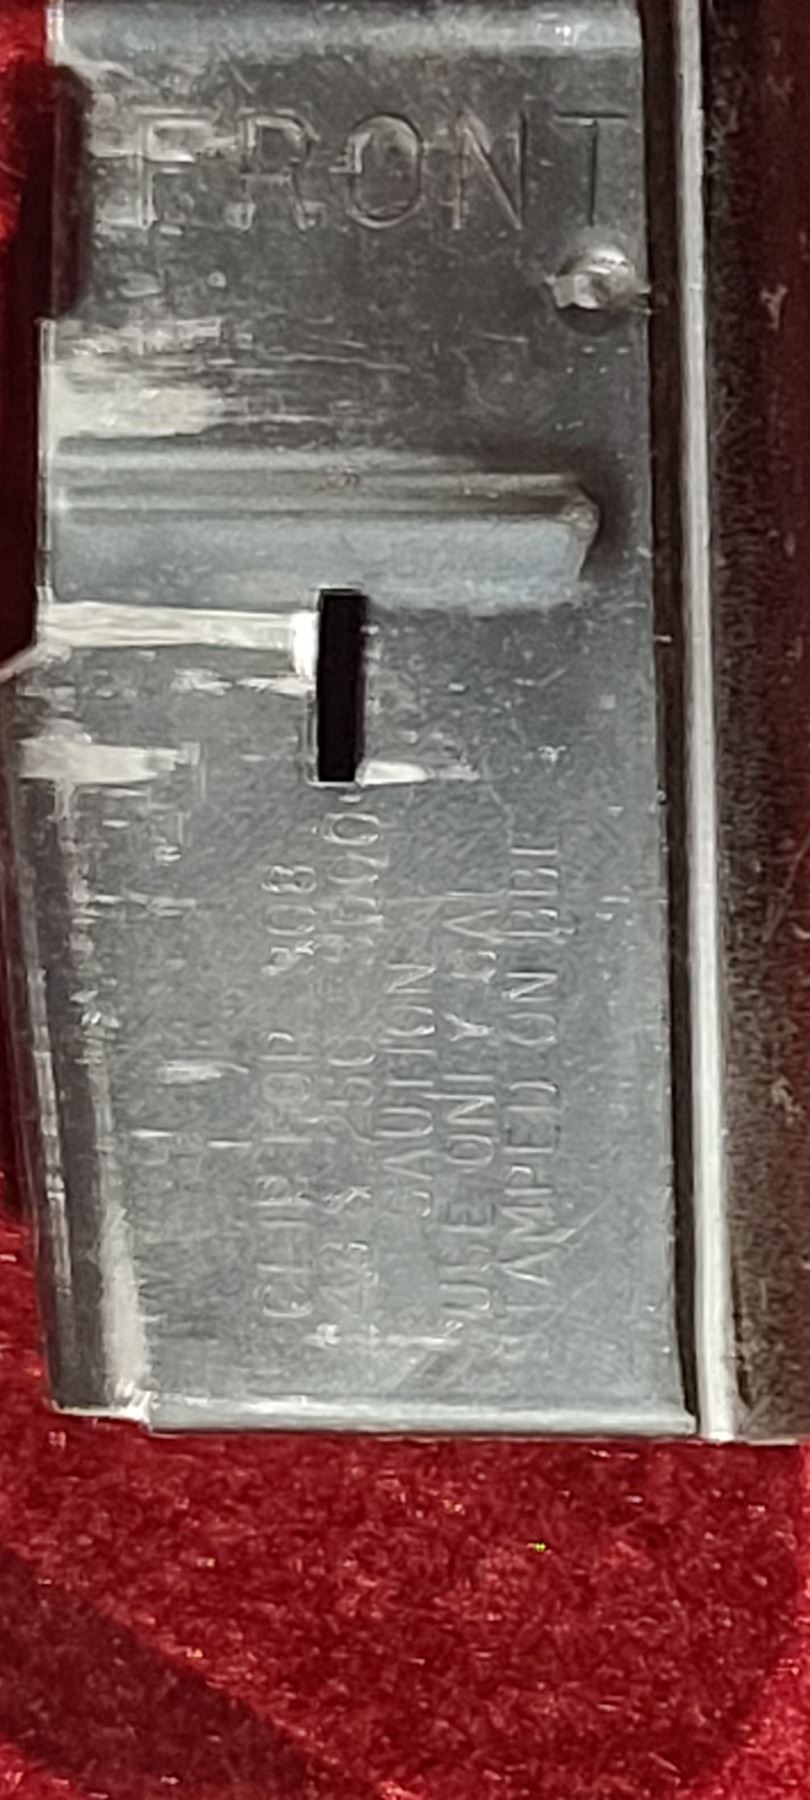 FRONT
CLIP FOR 308
243 & 250 - 3000
CAUTION
USE ONLY CAL
STAMPED ON BBL